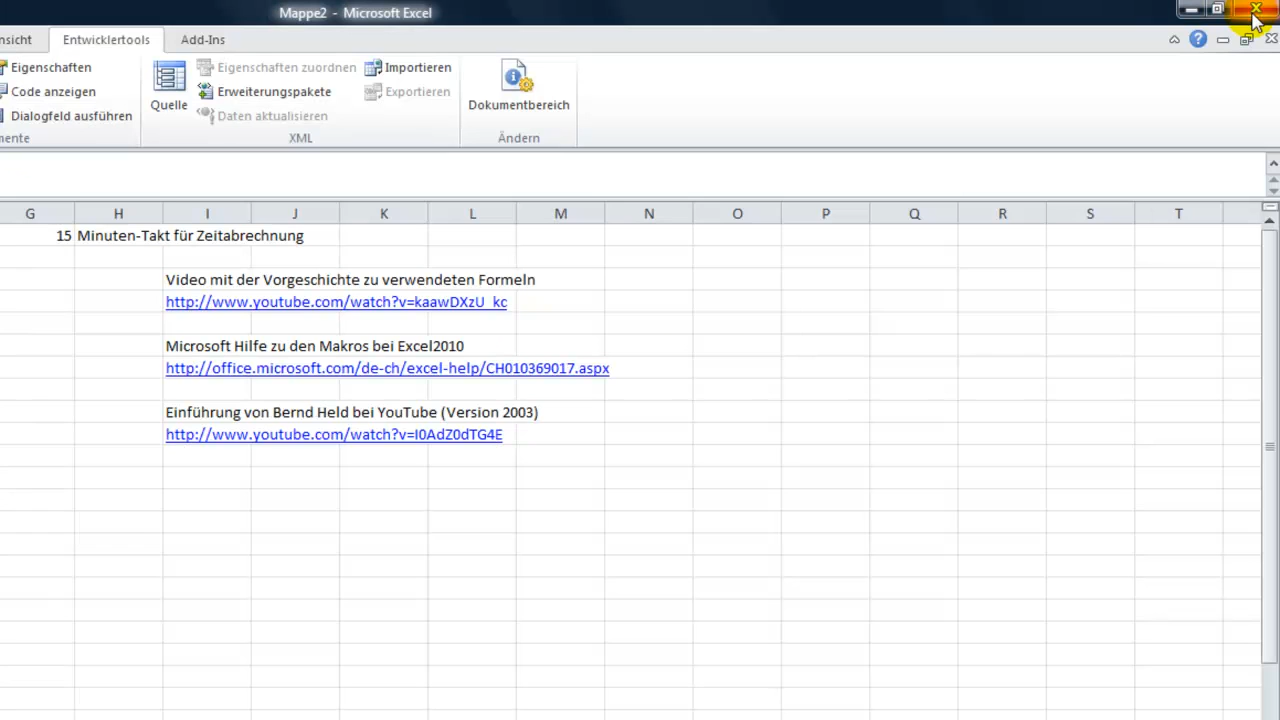 Mappe2 - Microsoft Excel
nsicht Entwicklertools Add-Ins
Eigenschaften Eigenschaften zuordnen Importieren
Code anzeigen Quelle Erweiterungspakete Exportieren Dokumentbereich
Dialogfeld ausführen Daten aktualisieren
mente XML Ändern
G H I J K L M N O P Q R S T
15 Minuten-Takt für Zeitabrechnung
Video mit der Vorgeschichte zu verwendeten Formeln
http://www.youtube.com/watch?v=kaawDXzU_kc
Microsoft Hilfe zu den Makros bei Excel2010
http://office.microsoft.com/de-ch/excel-help/CH010369017.aspx
Einführung von Bernd Held bei YouTube (Version 2003)
http://www.youtube.com/watch?v=I0AdZ0dTG4E